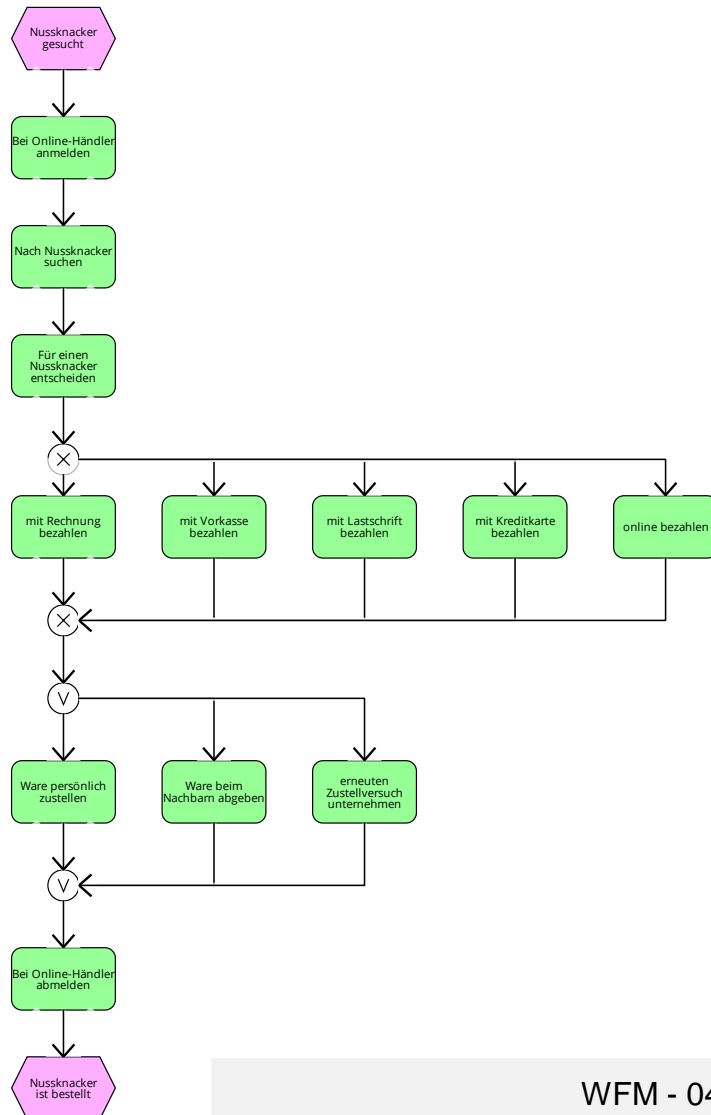 Nussknacker
gesucht
Bei Online-Händler
anmelden
Nach Nussknacker
suchen
Für einen
Nussknacker
entscheiden
mit Rechnung
bezahlen
mit Vorkasse
bezahlen
mit Lastschrift
bezahlen
mit Kreditkarte
bezahlen
online bezahlen
Ware persönlich
zustellen
Ware beim
Nachbarn abgeben
erneuten
Zustellversuch
unternehmen
Bei Online-Händler
abmelden
Nussknacker
ist bestellt
WFM - 04